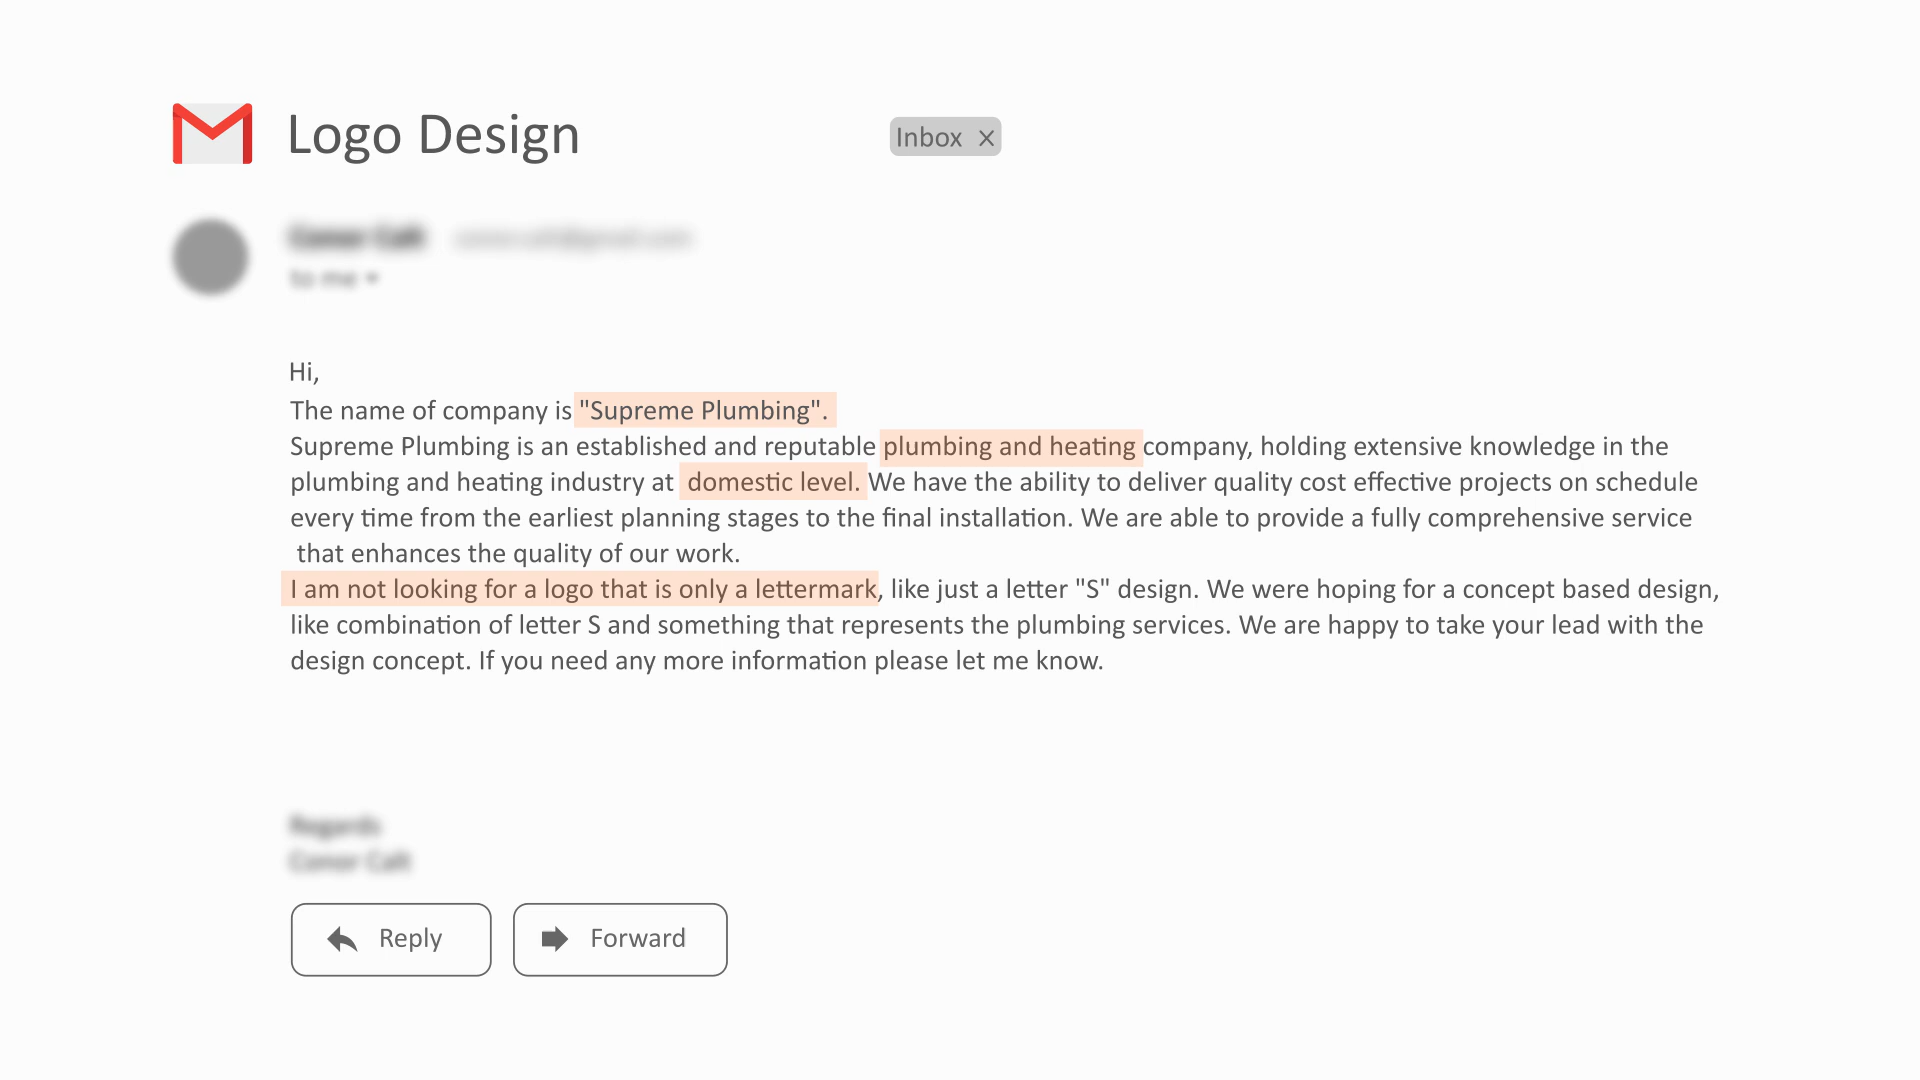 Logo Design
Inbox
to me
Hi,
The name of company is "Supreme Plumbing".
Supreme Plumbing is an established and reputable plumbing and heating company, holding extensive knowledge in the
plumbing and heating industry at domestic level. We have the ability to deliver quality cost effective projects on schedule
every time from the earliest planning stages to the final installation. We are able to provide a fully comprehensive service
that enhances the quality of our work.
I am not looking for a logo that is only a lettermark, like just a letter "S" design. We were hoping for a concept based design,
like combination of letter S and something that represents the plumbing services. We are happy to take your lead with the
design concept. If you need any more information please let me know.
Regards
Reply
Forward